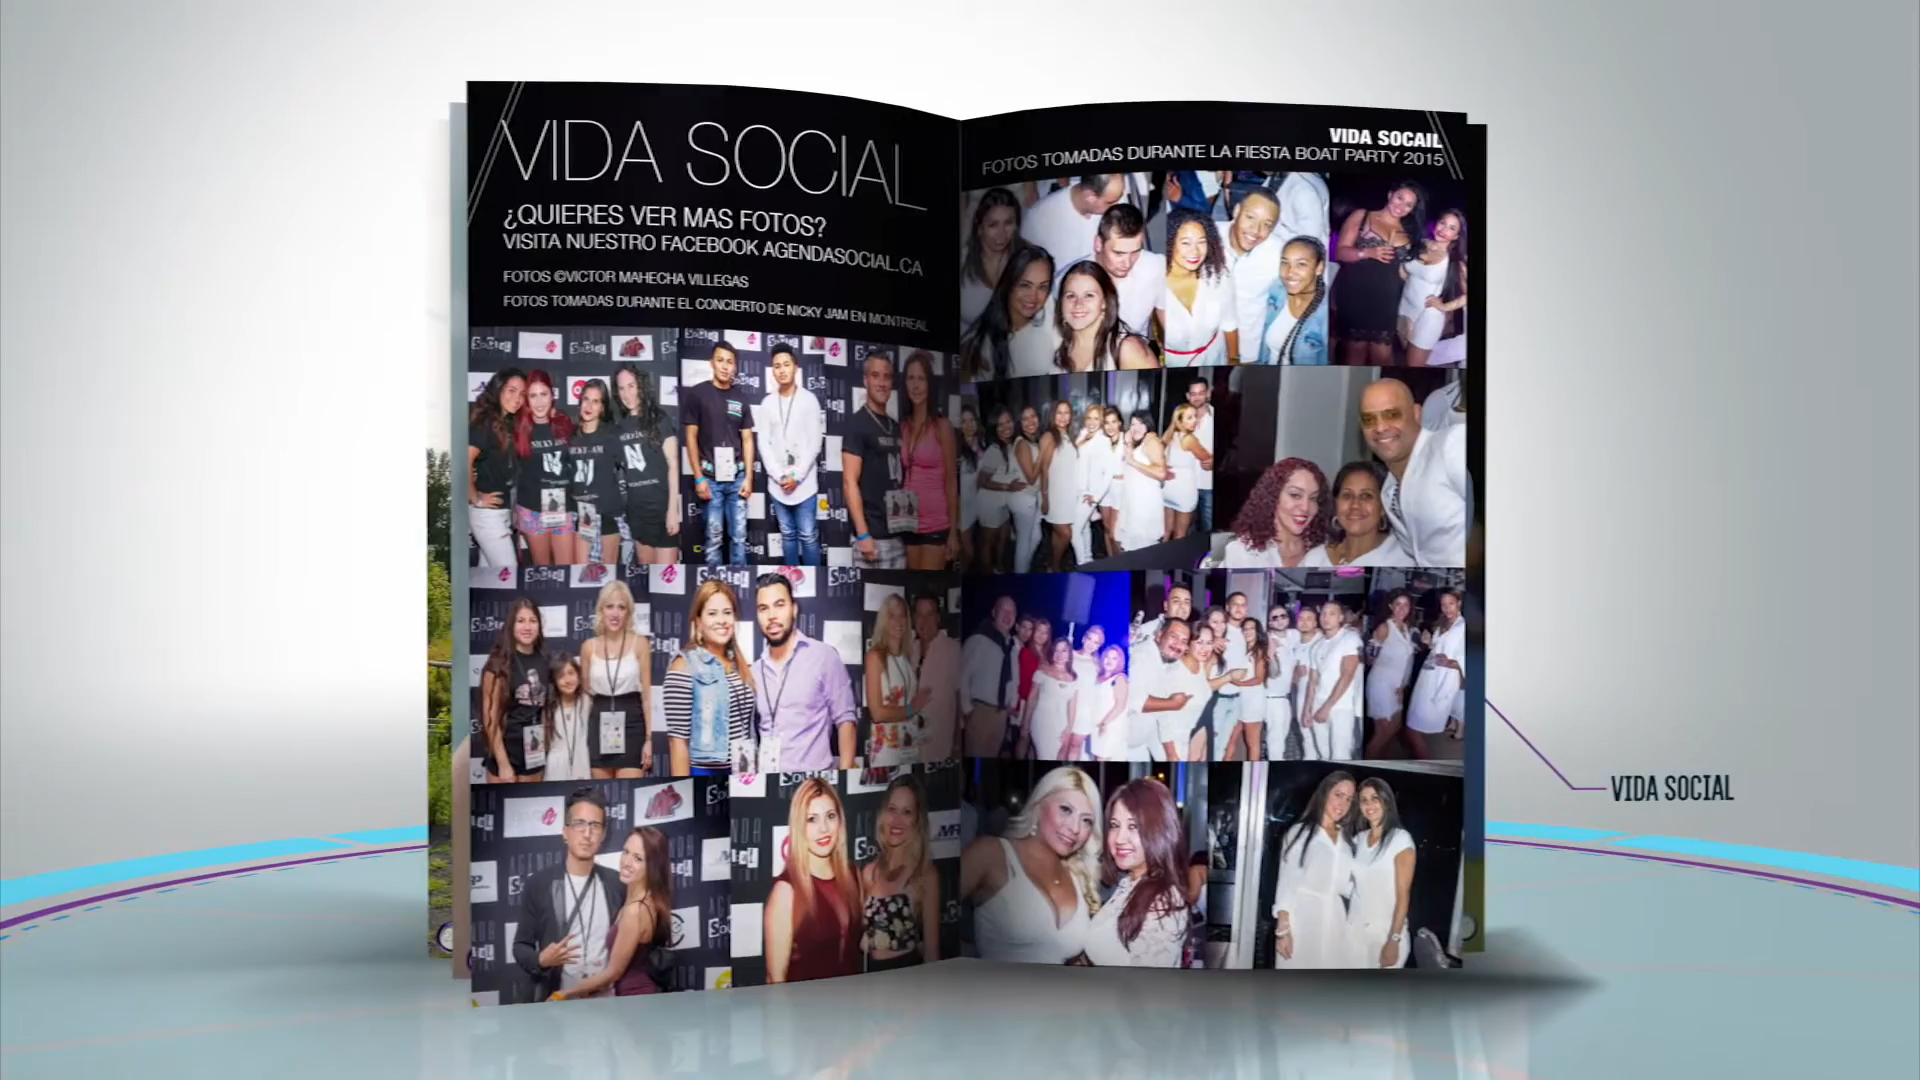 VIDA SOCIAL
¿QUIERES VER MAS FOTOS?
VISITA NUESTRO FACEBOOK AGENDASOCIAL.CA
FOTOS ©VICTOR MAHECHA VILLEGAS
FOTOS TOMADAS DURANTE EL CONCIERTO DE NICKY JAM EN MONTREAL
VIDA SOCAIL
FOTOS TOMADAS DURANTE LA FIESTA BOAT PARTY 2015
VIDA SOCIAL